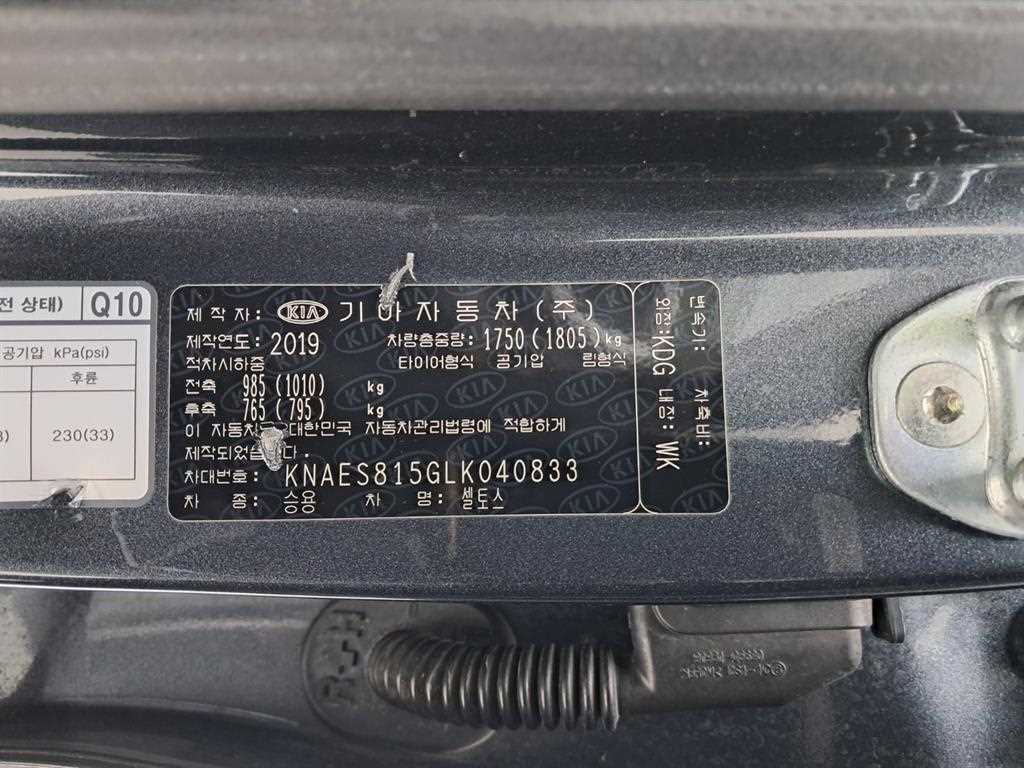 전 상태) Q10
공기압 kPa(psi)
후륜
230(33)
제 작 자: KIA 기아자동차(주)
제작연도: 2019 차량총중량: 1750(1805)kg
적차시하중 타이어형식 공기압 림형식
전축 985(1010) kg
후축 765(795) kg
이 자동차는 대한민국 자동차관리법령에 적합하게
제작되었습니다.
차대번호: KNAES815GLK040833
차 종: 승용 차 명: 셀토스
변속기: 차축비:
외장:KDG 내장: WK
R-H